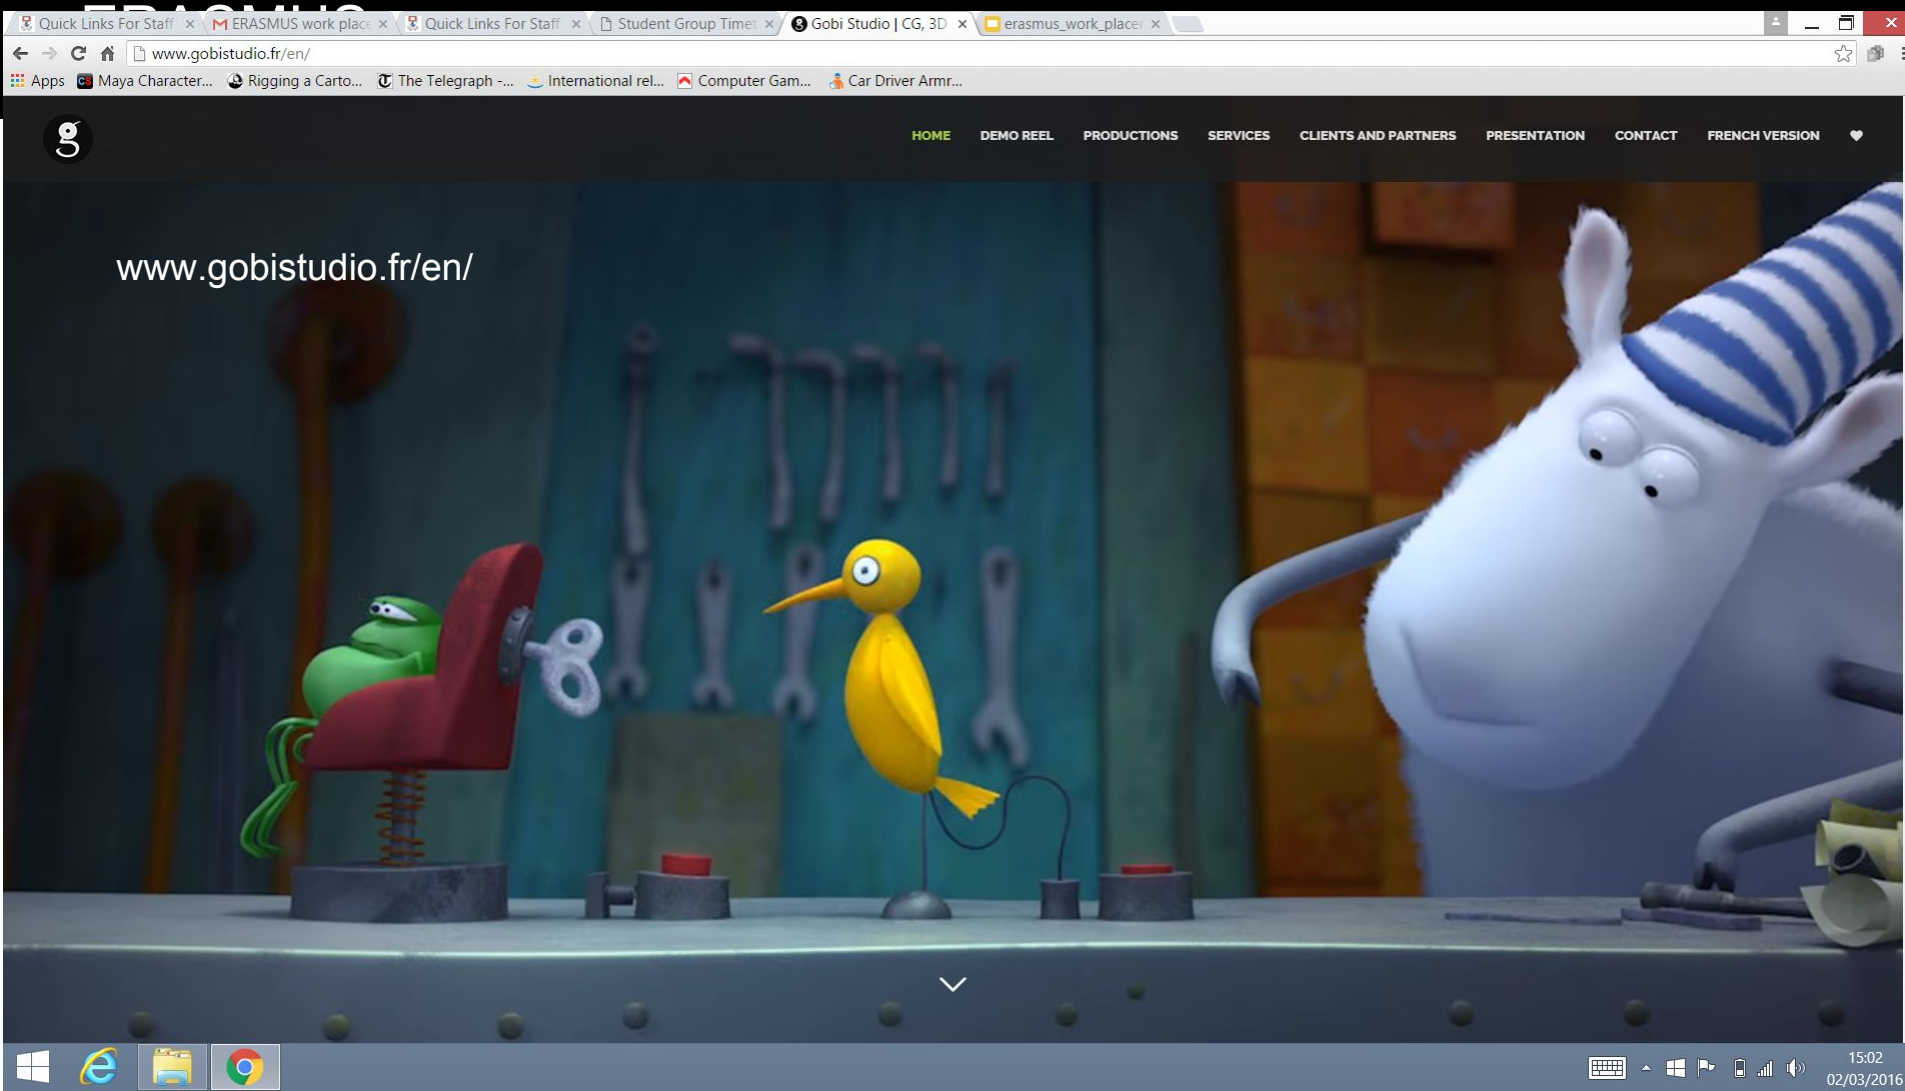 ERASMUS
Quick Links For Staff
ERASMUS work place
Quick Links For Staff
Student Group Timet
Gobi Studio | CG, 3D
erasmus_work_placer
www.gobistudio.fr/en/
Apps Maya Character... Rigging a Carto... The Telegraph -... International rel... Computer Gam... Car Driver Armr...
g HOME DEMO REEL PRODUCTIONS SERVICES CLIENTS AND PARTNERS PRESENTATION CONTACT FRENCH VERSION
www.gobistudio.fr/en/
15:02
02/03/2016